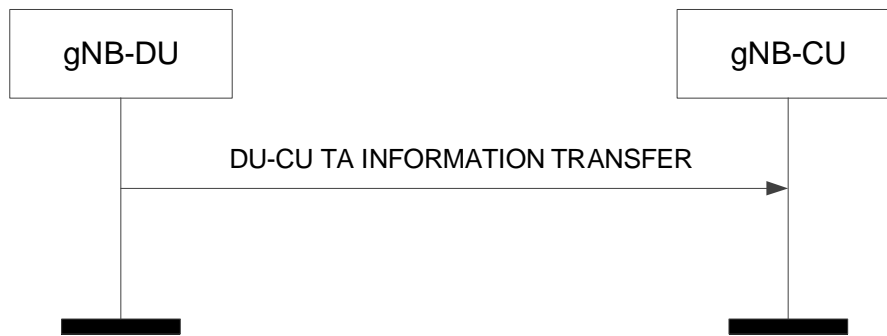 gNB-DU
gNB-CU
DU-CU TA INFORMATION TRANSFER